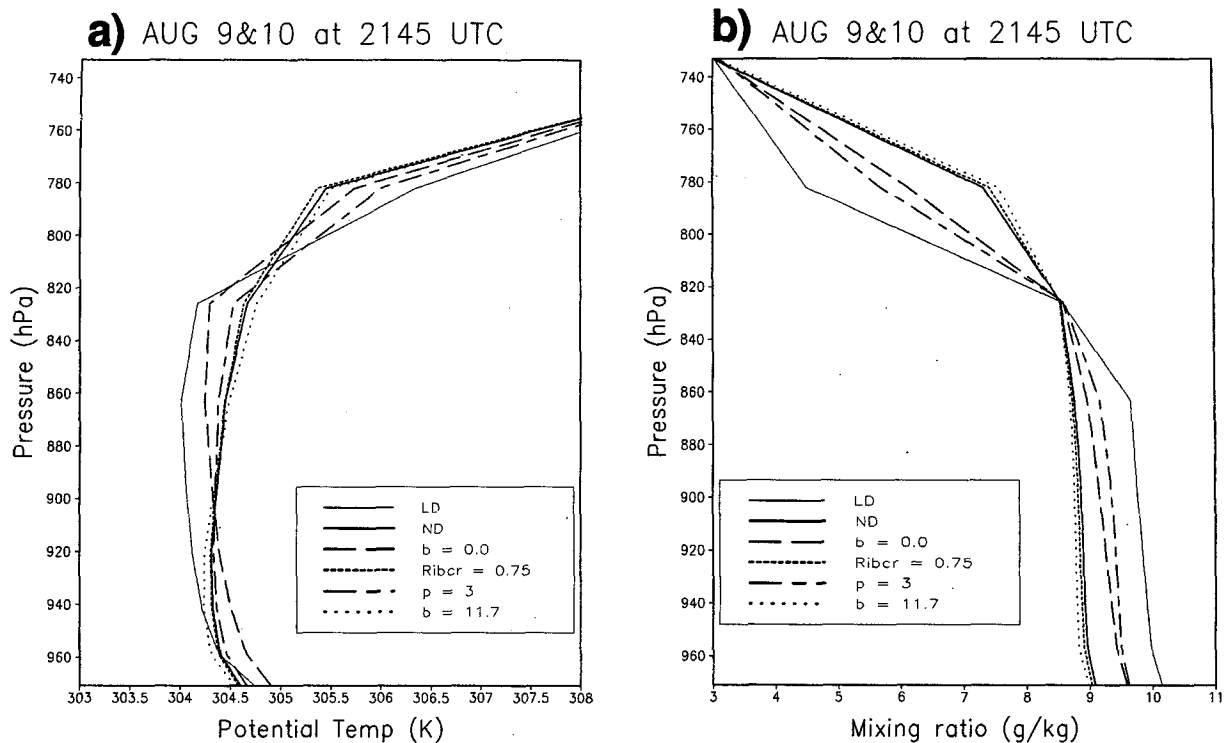 a) AUG 9&10 at 2145 UTC
740
760
780
800
820
840
860
880
900
920
940
960
Pressure (hPa)
LD
ND
b = 0.0
Ribcr = 0.75
p = 3
b = 11.7
303 303.5 304 304.5 305 305.5 306 306.5 307 307.5 308
Potential Temp (K)
b) AUG 9&10 at 2145 UTC
740
760
780
800
820
840
860
880
900
920
940
960
Pressure (hPa)
LD
ND
b = 0.0
Ribcr = 0.75
p = 3
b = 11.7
3 4 5 6 7 8 9 10 11
Mixing ratio (g/kg)